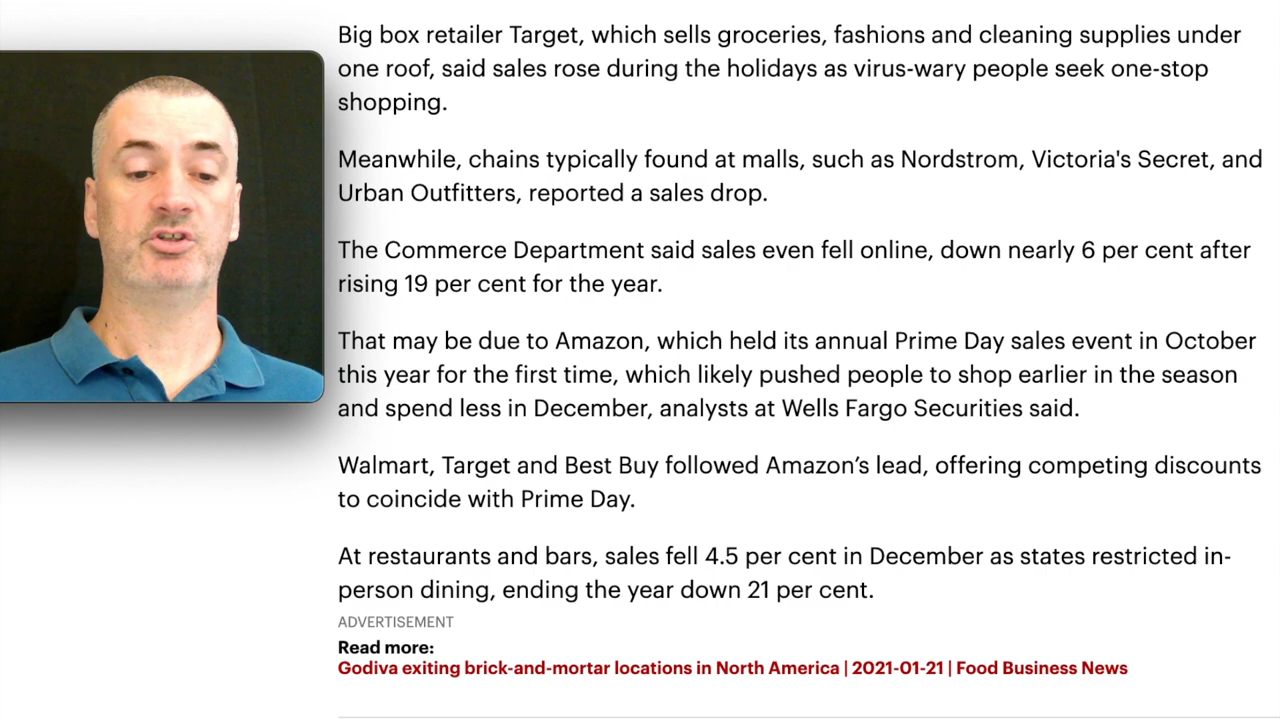 Big box retailer Target, which sells groceries, fashions and cleaning supplies under
one roof, said sales rose during the holidays as virus-wary people seek one-stop
shopping.
Meanwhile, chains typically found at malls, such as Nordstrom, Victoria's Secret, and
Urban Outfitters, reported a sales drop.
The Commerce Department said sales even fell online, down nearly 6 per cent after
rising 19 per cent for the year.
That may be due to Amazon, which held its annual Prime Day sales event in October
this year for the first time, which likely pushed people to shop earlier in the season
and spend less in December, analysts at Wells Fargo Securities said.
Walmart, Target and Best Buy followed Amazon’s lead, offering competing discounts
to coincide with Prime Day.
At restaurants and bars, sales fell 4.5 per cent in December as states restricted in-
person dining, ending the year down 21 per cent.
ADVERTISEMENT
Read more:
Godiva exiting brick-and-mortar locations in North America | 2021-01-21 | Food Business News